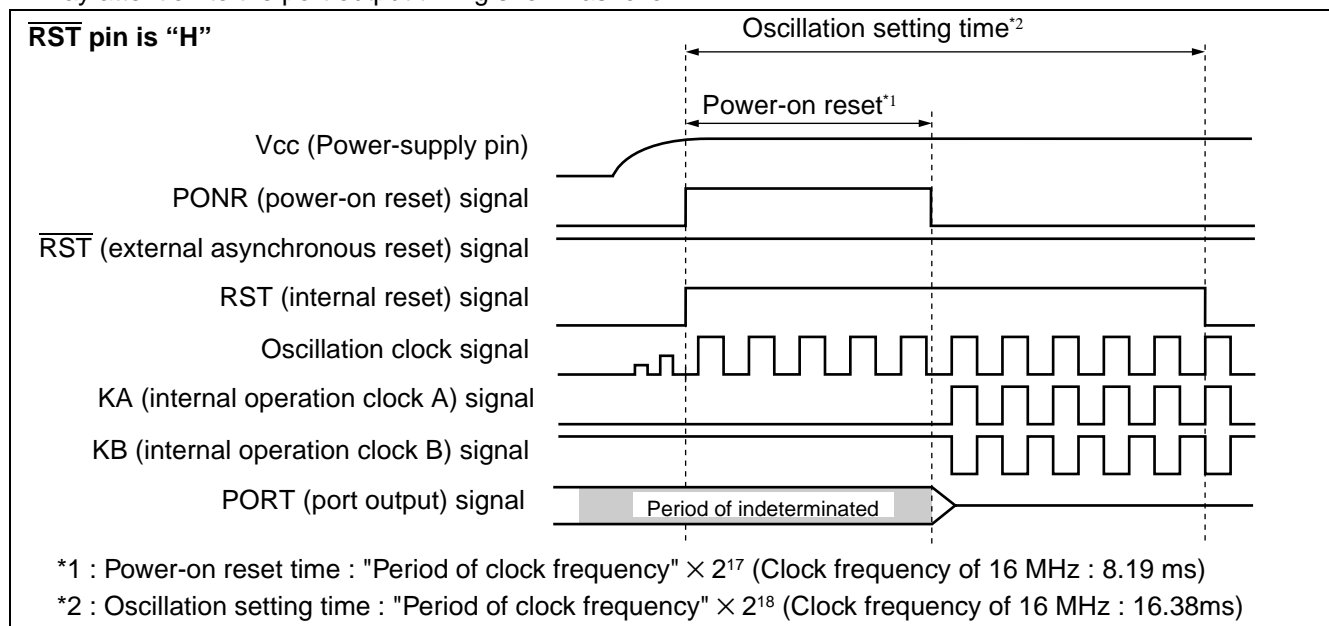 RST pin is “H”
Oscillation setting time*2
Power-on reset*1
Vcc (Power-supply pin)
PONR (power-on reset) signal
RST (external asynchronous reset) signal
RST (internal reset) signal
Oscillation clock signal
KA (internal operation clock A) signal
KB (internal operation clock B) signal
PORT (port output) signal
Period of indeterminated
*1 : Power-on reset time : "Period of clock frequency" × 2¹⁷ (Clock frequency of 16 MHz : 8.19 ms)
*2 : Oscillation setting time : "Period of clock frequency" × 2¹⁸ (Clock frequency of 16 MHz : 16.38ms)